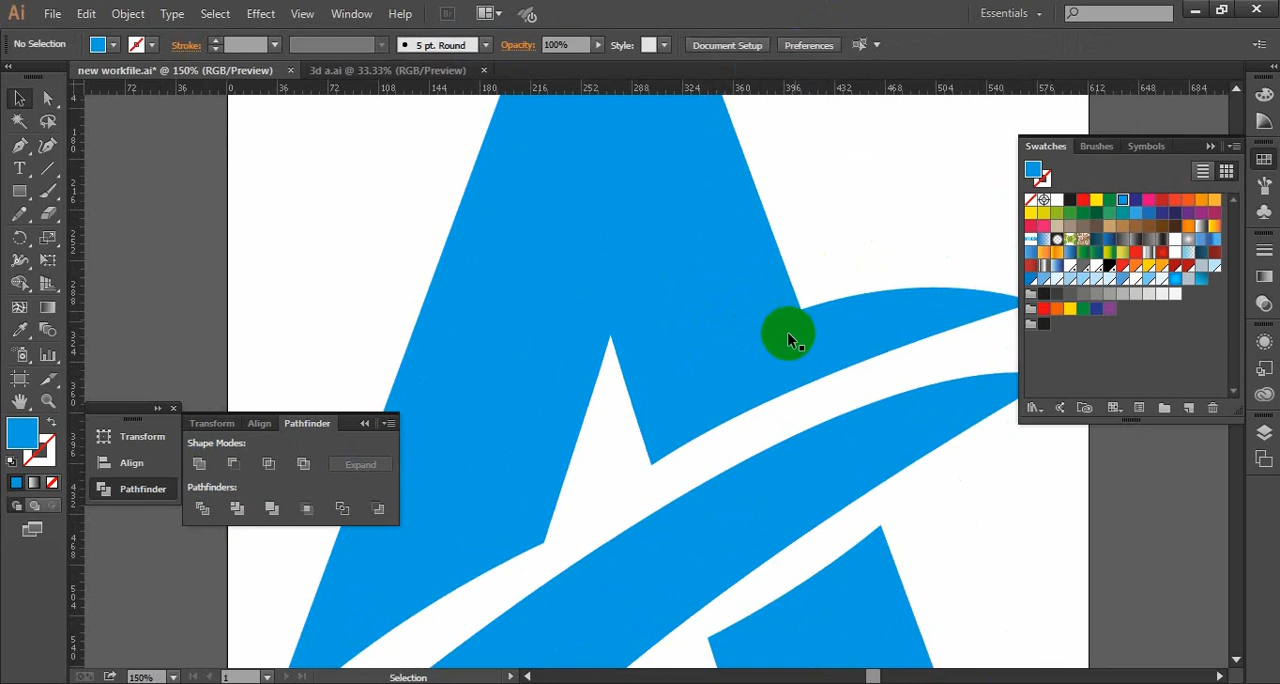 Ai File Edit Object Type Select Effect View Window Help Br Essentials
No Selection Stroke: 5 pt. Round Opacity: 100% Style: Document Setup Preferences
new workfile.ai* @ 150% (RGB/Preview) × 3d a.ai @ 33.33% (RGB/Preview) ×
72 36 0 36 72 108 144 180 216 252 288 324 360 396 432 468 504 540 576 612 648 684
Swatches Brushes Symbols
Transform Align Pathfinder
Shape Modes:
Transform
Align
Expand
Pathfinders:
Pathfinder
150% 1 Selection